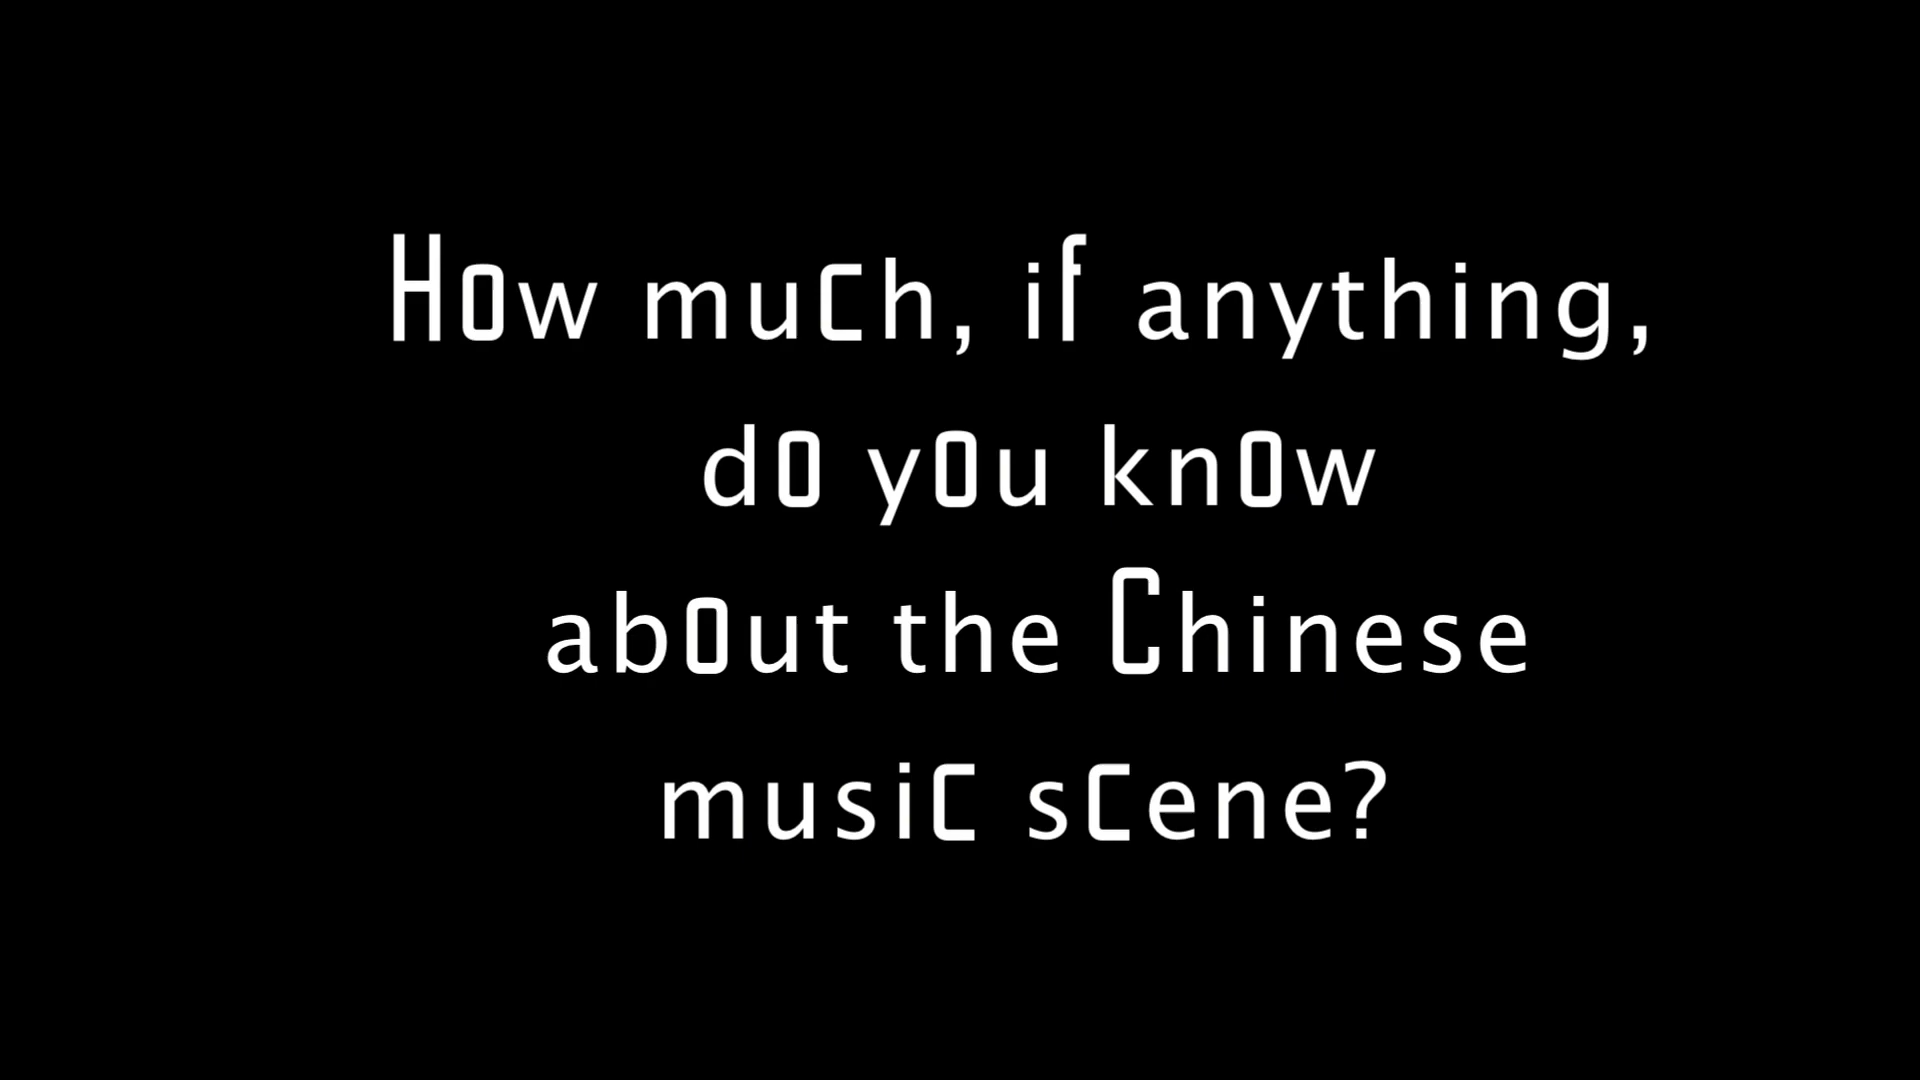 How much, if anything,
do you know
about the Chinese
music scene?